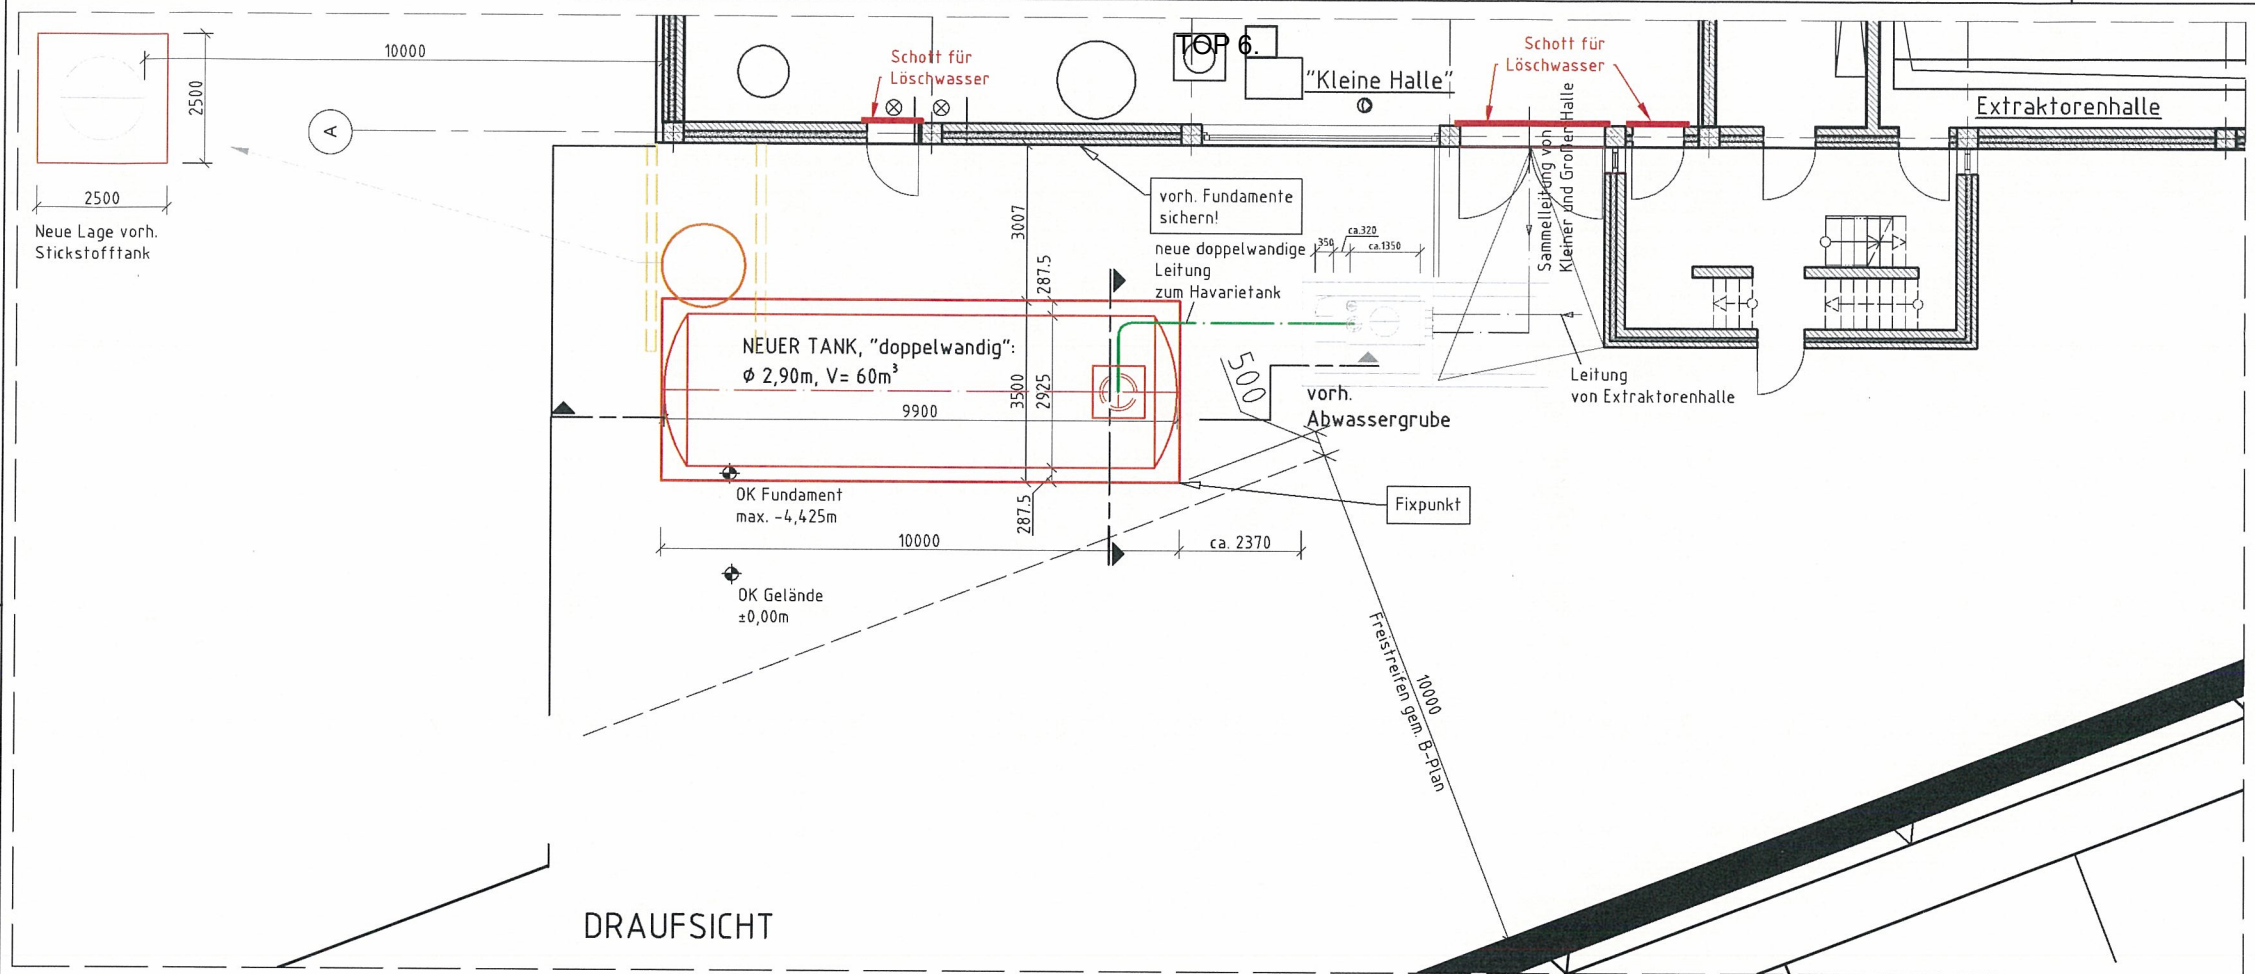 10000
2500
2500
Neue Lage vorh.
Stickstofftank
A
Schott für
Löschwasser
TOP 6.
"Kleine Halle"
Schott für
Löschwasser
Extraktorenhalle
Sammelleitung von
Kleiner und Großer Halle
vorh. Fundamente
sichern!
3007
287.5
neue doppelwandige
Leitung
zum Havarietank
350
ca.320
ca.1350
NEUER TANK, "doppelwandig":
φ 2,90m, V= 60m³
9900
3500
2925
500
vorh.
Abwassergrube
Leitung
von Extraktorenhalle
OK Fundament
max. -4,425m
287.5
Fixpunkt
10000
ca. 2370
OK Gelände
±0,00m
10000
Freistreifen gem. B-Plan
DRAUFSICHT